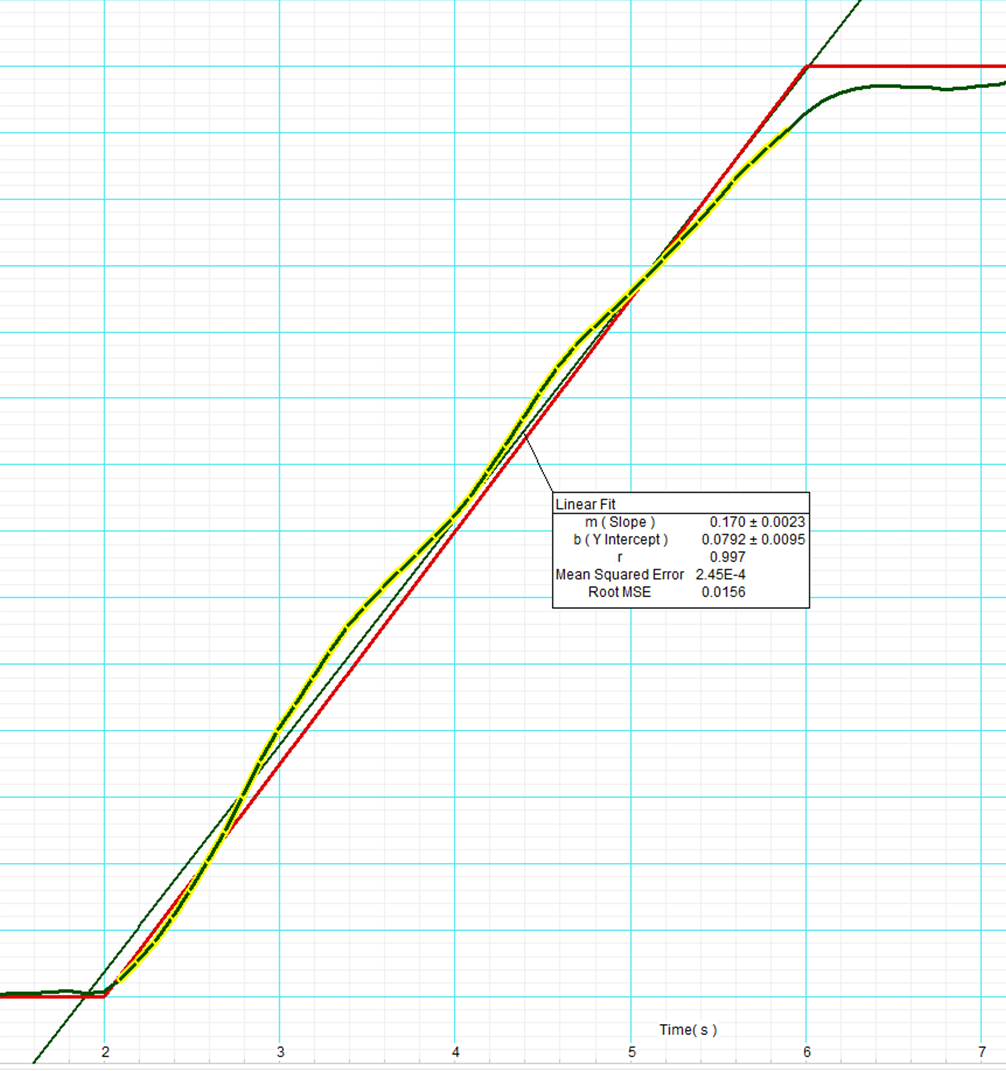 Linear Fit
m ( Slope ) 0.170 ± 0.0023
b ( Y Intercept ) 0.0792 ± 0.0095
r 0.997
Mean Squared Error 2.45E-4
Root MSE 0.0156
Time( s )
2 3 4 5 6 7